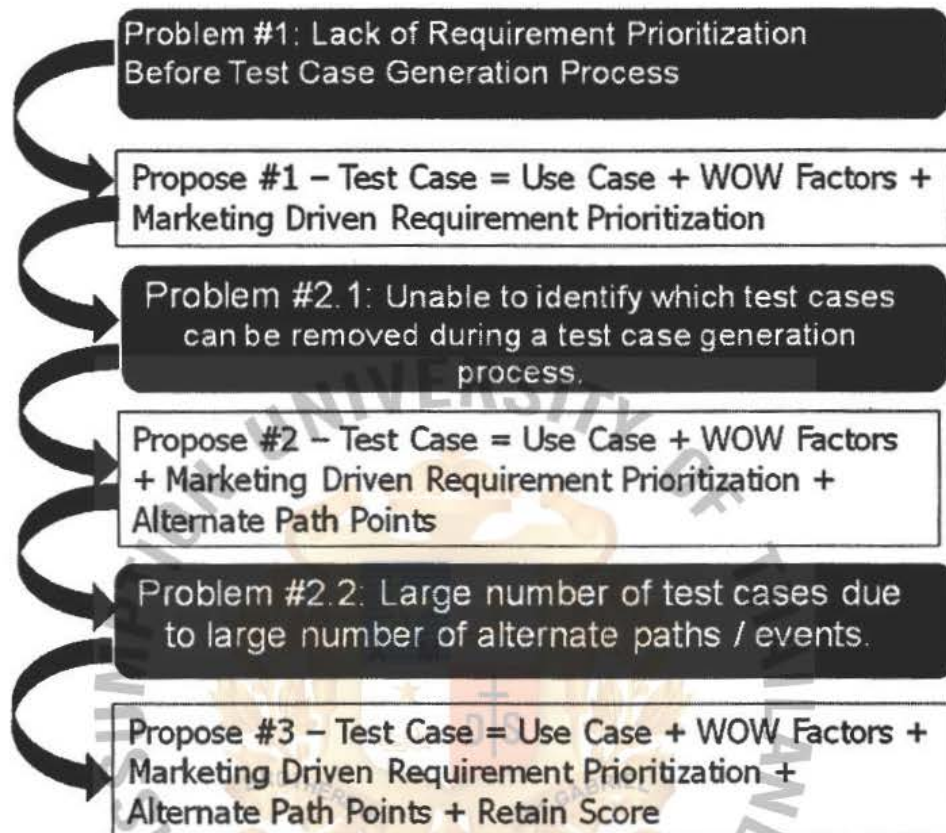 Problem #1: Lack of Requirement Prioritization
Before Test Case Generation Process
Propose #1 – Test Case = Use Case + WOW Factors +
Marketing Driven Requirement Prioritization
Problem #2.1: Unable to identify which test cases
can be removed during a test case generation
process.
Propose #2 – Test Case = Use Case + WOW Factors
+ Marketing Driven Requirement Prioritization +
Alternate Path Points
Problem #2.2: Large number of test cases due
to large number of alternate paths / events.
Propose #3 – Test Case = Use Case + WOW Factors +
Marketing Driven Requirement Prioritization +
Alternate Path Points + Retain Score
UNIVERSITY OF
GABRIEL